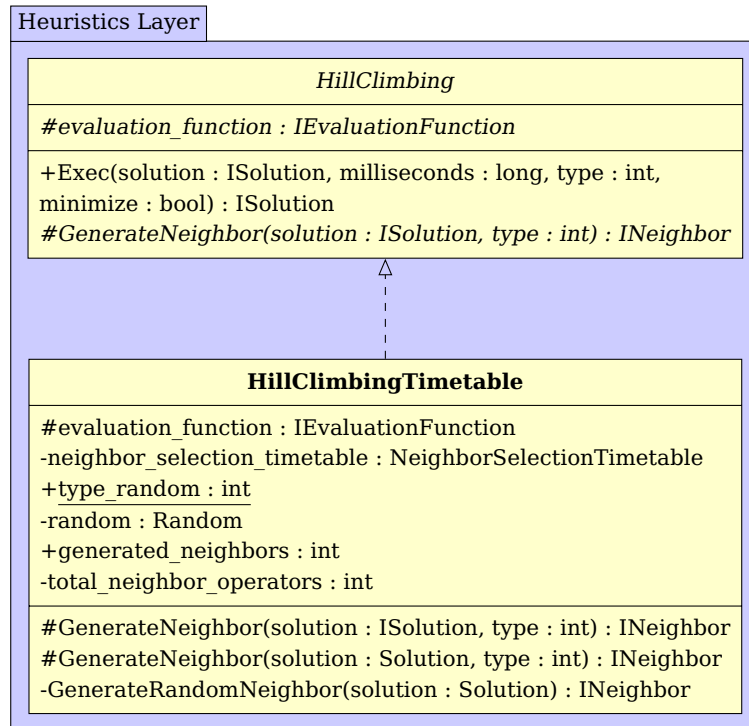 Heuristics Layer
HillClimbing
#evaluation_function : IEvaluationFunction
+Exec(solution : ISolution, milliseconds : long, type : int,
minimize : bool) : ISolution
#GenerateNeighbor(solution : ISolution, type : int) : INeighbor
HillClimbingTimetable
#evaluation_function : IEvaluationFunction
-neighbor_selection_timetable : NeighborSelectionTimetable
+type_random : int
-random : Random
+generated_neighbors : int
-total_neighbor_operators : int
#GenerateNeighbor(solution : ISolution, type : int) : INeighbor
#GenerateNeighbor(solution : Solution, type : int) : INeighbor
-GenerateRandomNeighbor(solution : Solution) : INeighbor